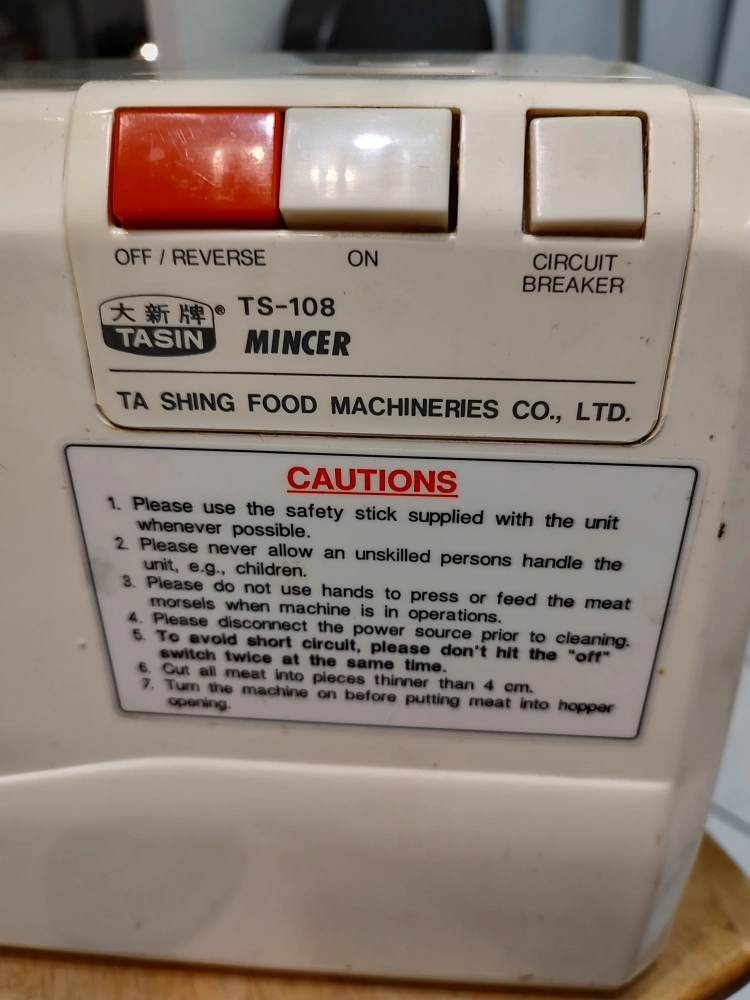 OFF / REVERSE ON CIRCUIT BREAKER
大新牌® TS-108
TASIN MINCER
TA SHING FOOD MACHINERIES CO., LTD.
CAUTIONS
1. Please use the safety stick supplied with the unit
whenever possible.
2. Please never allow an unskilled persons handle the
unit, e.g., children.
3. Please do not use hands to press or feed the meat
morsels when machine is in operations.
4. Please disconnect the power source prior to cleaning.
5. To avoid short circuit, please don't hit the "off"
switch twice at the same time.
6. Cut all meat into pieces thinner than 4 cm.
7. Turn the machine on before putting meat into hopper
opening.